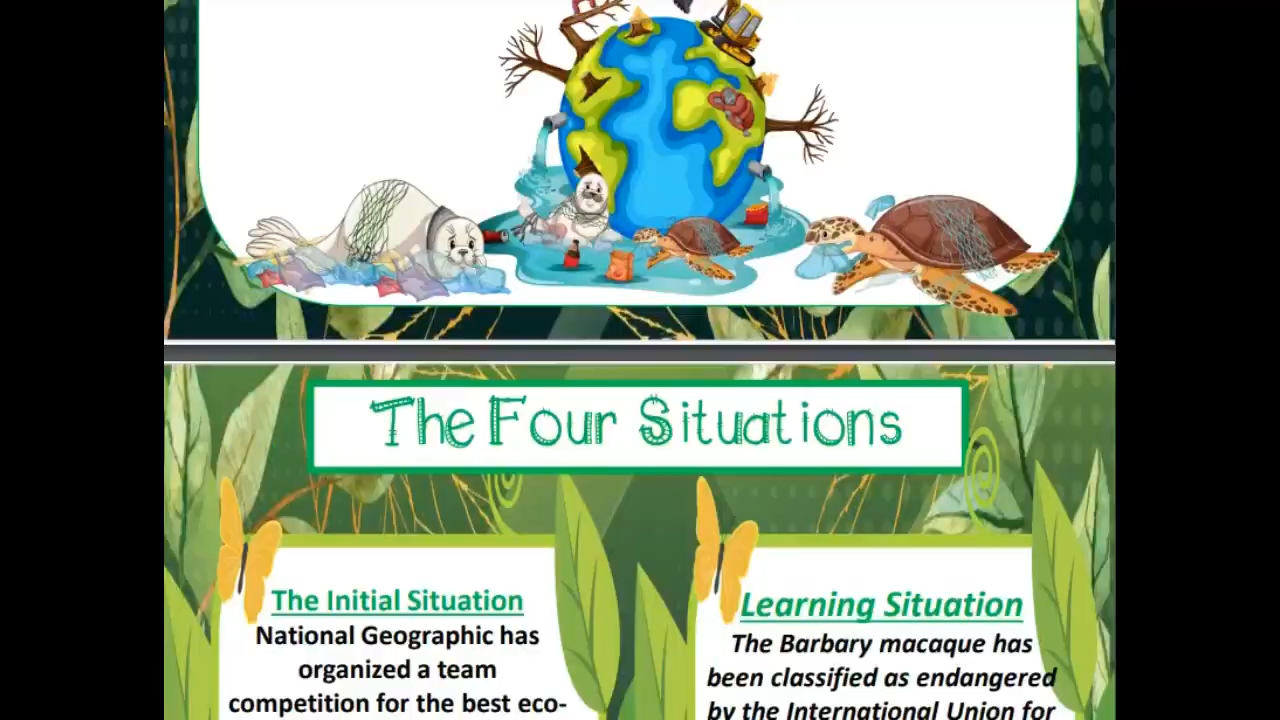 The Four Situations
The Initial Situation
National Geographic has
organized a team
competition for the best eco-
Learning Situation
The Barbary macaque has
been classified as endangered
by the International Union for